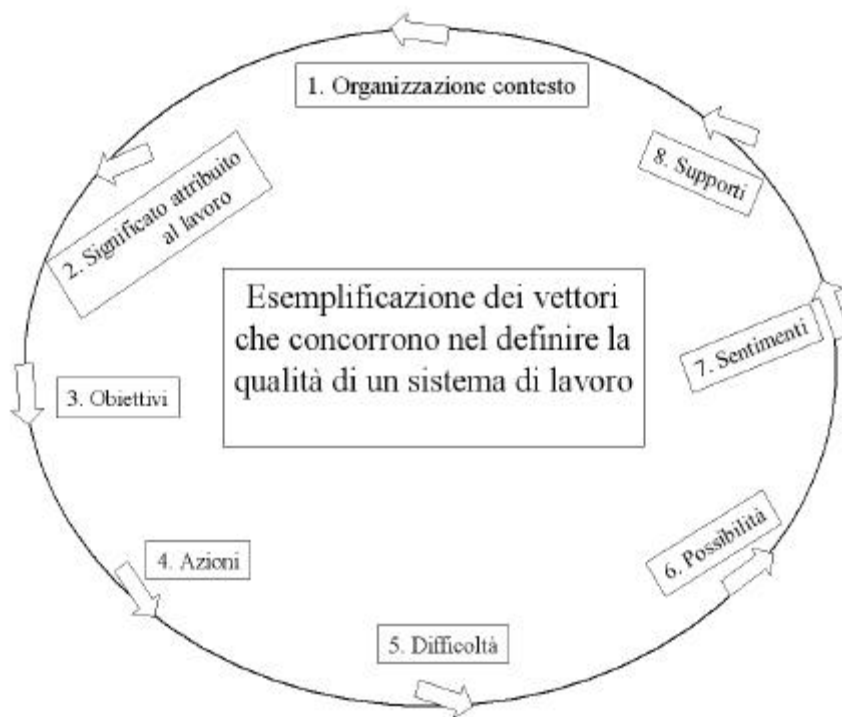 1. Organizzazione contesto
2. Significato attribuito
al lavoro
3. Obiettivi
4. Azioni
5. Difficoltà
6. Possibilità
7. Sentimenti
8. Supporti
Esemplificazione dei vettori
che concorrono nel definire la
qualità di un sistema di lavoro